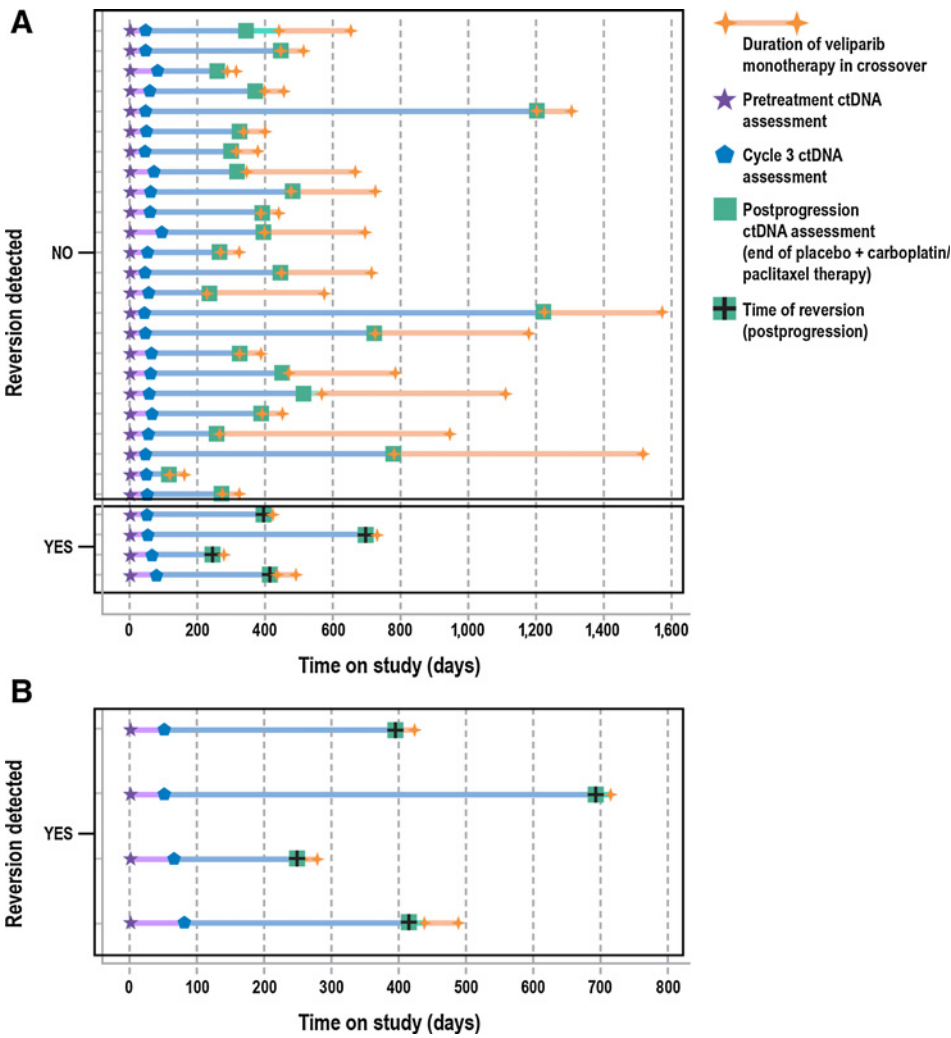 A
Reversion detected
NO
YES
0 200 400 600 800 1,000 1,200 1,400 1,600
Time on study (days)
Duration of veliparib
monotherapy in crossover
Pretreatment ctDNA
assessment
Cycle 3 ctDNA
assessment
Postprogression
ctDNA assessment
(end of placebo + carboplatin/
paclitaxel therapy)
Time of reversion
(postprogression)
B
Reversion detected
YES
0 100 200 200 300 400 500 600 700 800
Time on study (days)